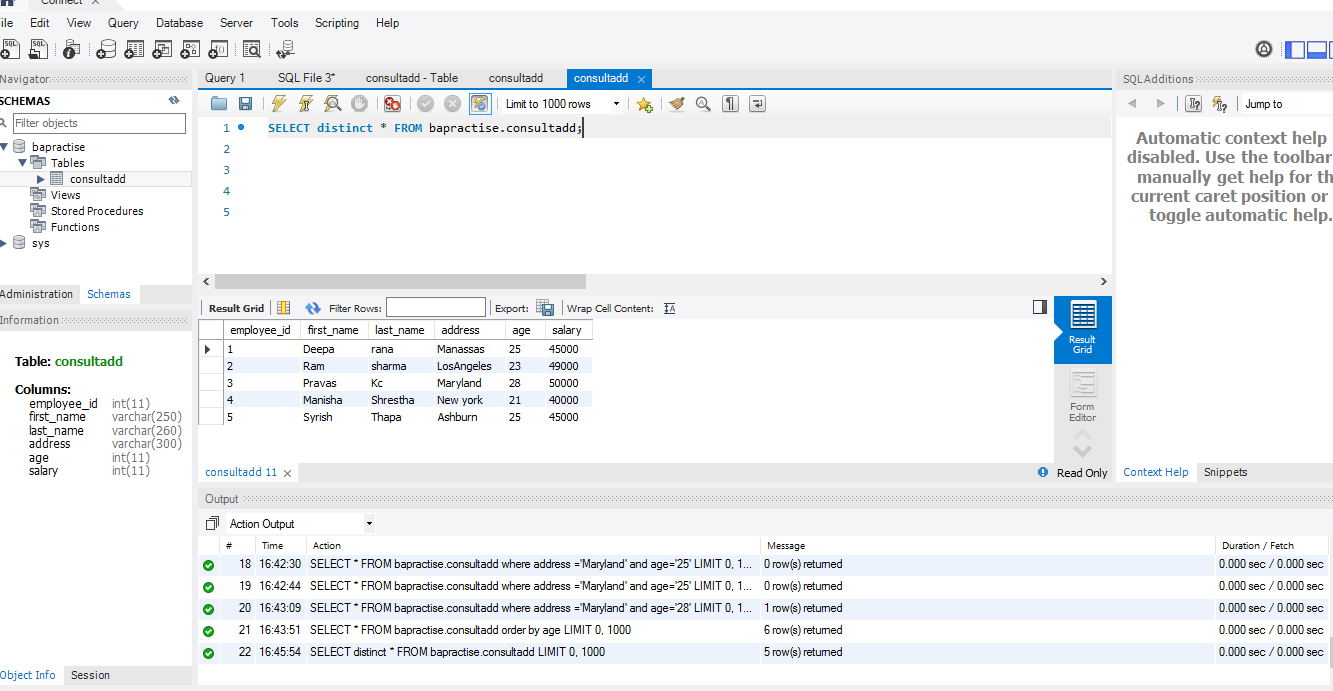 Connect
ile Edit View Query Database Server Tools Scripting Help
Navigator
SCHEMAS
Filter objects
bapractise
Tables
consultadd
Views
Stored Procedures
Functions
sys
Administration Schemas
Information
Table: consultadd
Columns:
employee_id int(11)
first_name varchar(250)
last_name varchar(260)
address varchar(300)
age int(11)
salary int(11)
Object Info Session
Query 1 SQL File 3* consultadd - Table consultadd consultadd
Limit to 1000 rows
1 SELECT distinct * FROM bapractise.consultadd;
2
3
4
5
Result Grid Filter Rows: Export: Wrap Cell Content:
employee_id first_name last_name address age salary
1 Deepa rana Manassas 25 45000
2 Ram sharma LosAngeles 23 49000
3 Pravas Kc Maryland 28 50000
4 Manisha Shrestha New york 21 40000
5 Syrish Thapa Ashburn 25 45000
Result
Grid
Form
Editor
consultadd 11 Read Only
SQLAdditions
Jump to
Automatic context help
disabled. Use the toolbar
manually get help for th
current caret position or
toggle automatic help.
Context Help Snippets
Output
Action Output
# Time Action Message Duration / Fetch
18 16:42:30 SELECT * FROM bapractise.consultadd where address ='Maryland' and age='25' LIMIT 0, 1... 0 row(s) returned 0.000 sec / 0.000 sec
19 16:42:44 SELECT * FROM bapractise.consultadd where address ='Maryland' and age='25' LIMIT 0, 1... 0 row(s) returned 0.000 sec / 0.000 sec
20 16:43:09 SELECT * FROM bapractise.consultadd where address ='Maryland' and age='28' LIMIT 0, 1... 1 row(s) returned 0.000 sec / 0.000 sec
21 16:43:51 SELECT * FROM bapractise.consultadd order by age LIMIT 0, 1000 6 row(s) returned 0.000 sec / 0.000 sec
22 16:45:54 SELECT distinct * FROM bapractise.consultadd LIMIT 0, 1000 5 row(s) returned 0.000 sec / 0.000 sec